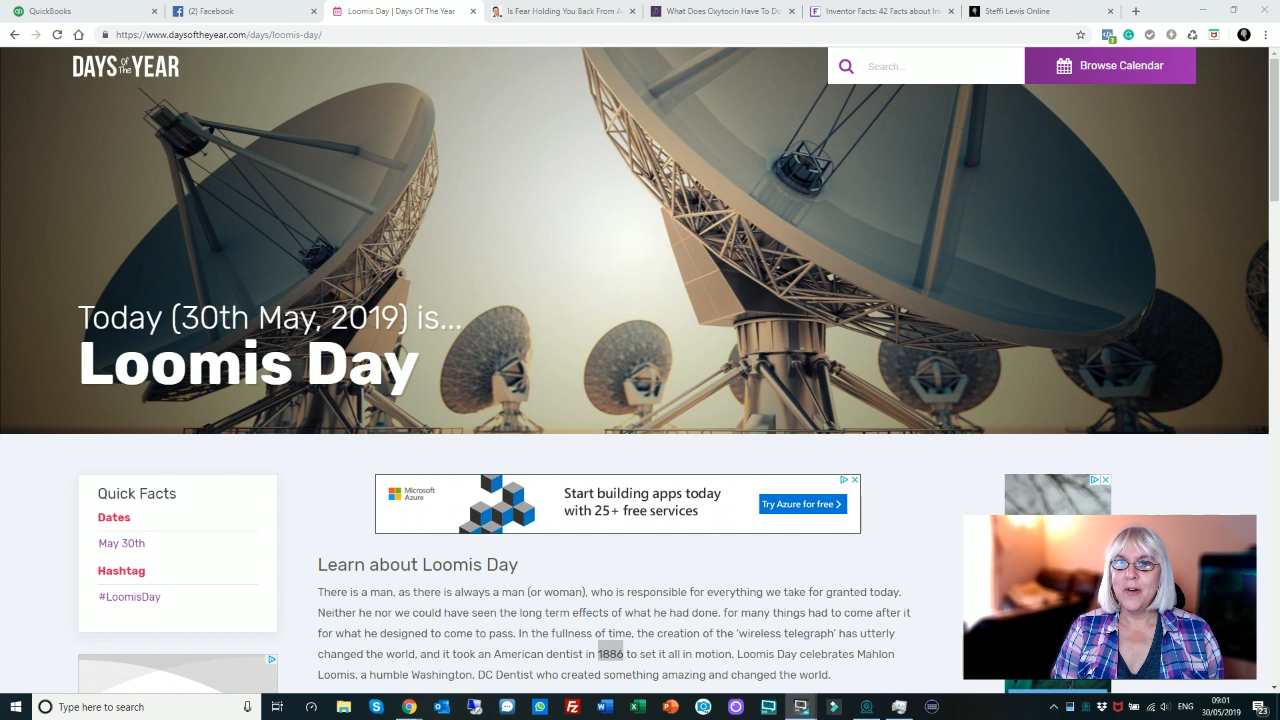 QuickBooks
(2) Facebook
Loomis Day | Days Of The Year
Is Fear Holding You Back From A
What Does Oxytocin Have To Do
Inventor Facts: 42 Facts about In
Steffi Lewis Online
https://www.daysoftheyear.com/days/loomis-day/
DAYS OF THE YEAR
Search...
Browse Calendar
Today (30th May, 2019) is...
Loomis Day
Quick Facts
Dates
May 30th
Hashtag
#LoomisDay
Microsoft
Azure
Start building apps today
with 25+ free services
Try Azure for free
Learn about Loomis Day
There is a man, as there is always a man (or woman), who is responsible for everything we take for granted today.
Neither he nor we could have seen the long term effects of what he had done, for many things had to come after it
for what he designed to come to pass. In the fullness of time, the creation of the ‘wireless telegraph’ has utterly
changed the world, and it took an American dentist in 1886 to set it all in motion. Loomis Day celebrates Mahlon
Loomis, a humble Washington, DC Dentist who created something amazing and changed the world.
Type here to search
ENG
09:01
30/05/2019